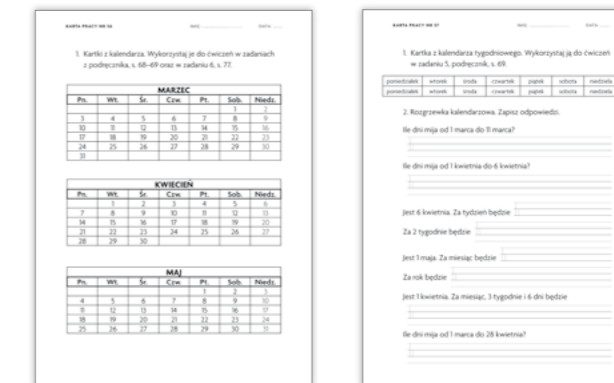 KARTA PRACY NR 56 IMIĘ DATA
1. Kartki z kalendarza. Wykorzystaj je do ćwiczeń w zadaniach
z podręcznika, s. 68–69 oraz w zadaniu 6, s. 77.
MARZEC
Pn. Wt. Śr. Czw. Pt. Sob. Niedz.
1 2
3 4 5 6 7 8 9
10 11 12 13 14 15 16
17 18 19 20 21 22 23
24 25 26 27 28 29 30
31
KWIECIEŃ
Pn. Wt. Śr. Czw. Pt. Sob. Niedz.
1 2 3 4 5 6
7 8 9 10 11 12 13
14 15 16 17 18 19 20
21 22 23 24 25 26 27
28 29 30
MAJ
Pn. Wt. Śr. Czw. Pt. Sob. Niedz.
1 2 3
4 5 6 7 8 9 10
11 12 13 14 15 16 17
18 19 20 21 22 23 24
25 26 27 28 29 30 31
KARTA PRACY NR 57 IMIĘ DATA
1. Kartka z kalendarza tygodniowego. Wykorzystaj ją do ćwiczeń
w zadaniu 5, podręcznik, s. 69.
poniedziałek wtorek środa czwartek piątek sobota niedziela
poniedziałek wtorek środa czwartek piątek sobota niedziela
2. Rozgrzewka kalendarzowa. Zapisz odpowiedzi.
Ile dni mija od 1 marca do 11 marca?
Ile dni mija od 1 kwietnia do 6 kwietnia?
Jest 6 kwietnia. Za tydzień będzie
Za 2 tygodnie będzie
Jest 1 maja. Za miesiąc będzie
Za rok będzie
Jest 1 kwietnia. Za miesiąc, 3 tygodnie i 6 dni będzie
Ile dni mija od 1 marca do 28 kwietnia?